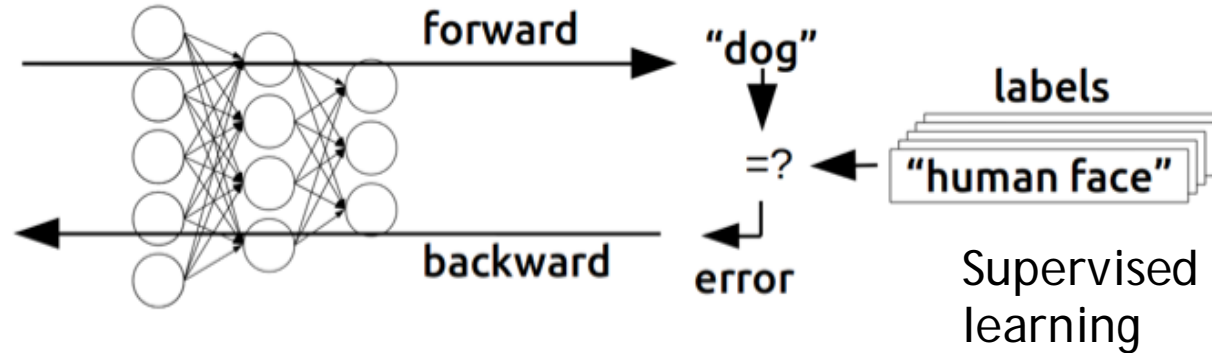 forward
“dog”
labels
=?
“human face”
backward
error
Supervised
learning